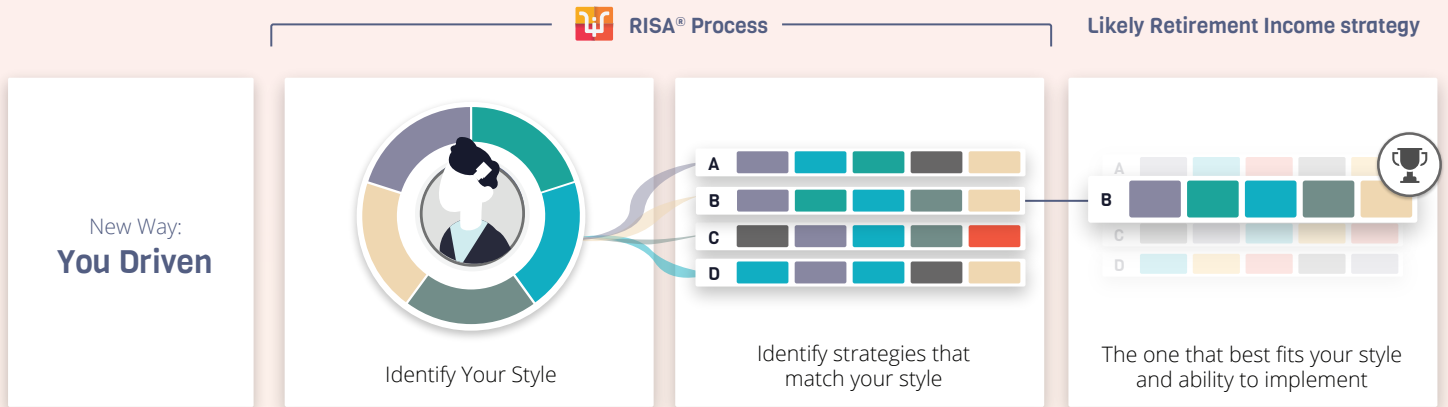 RISA® Process
Likely Retirement Income strategy
New Way:
You Driven
Identify Your Style
A
B
C
D
Identify strategies that
match your style
A
B
C
D
The one that best fits your style
and ability to implement